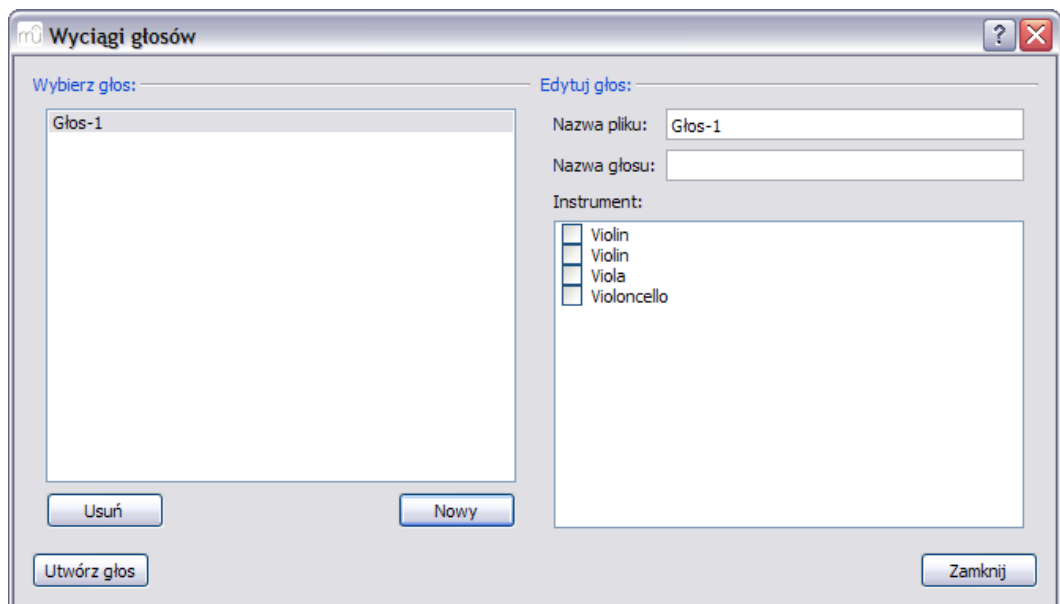 Wyciągi głosów
Wybierz głos:
Głos-1
Usuń
Nowy
Utwórz głos
Edytuj głos:
Nazwa pliku: Głos-1
Nazwa głosu:
Instrument:
Violin
Violin
Viola
Violoncello
Zamknij